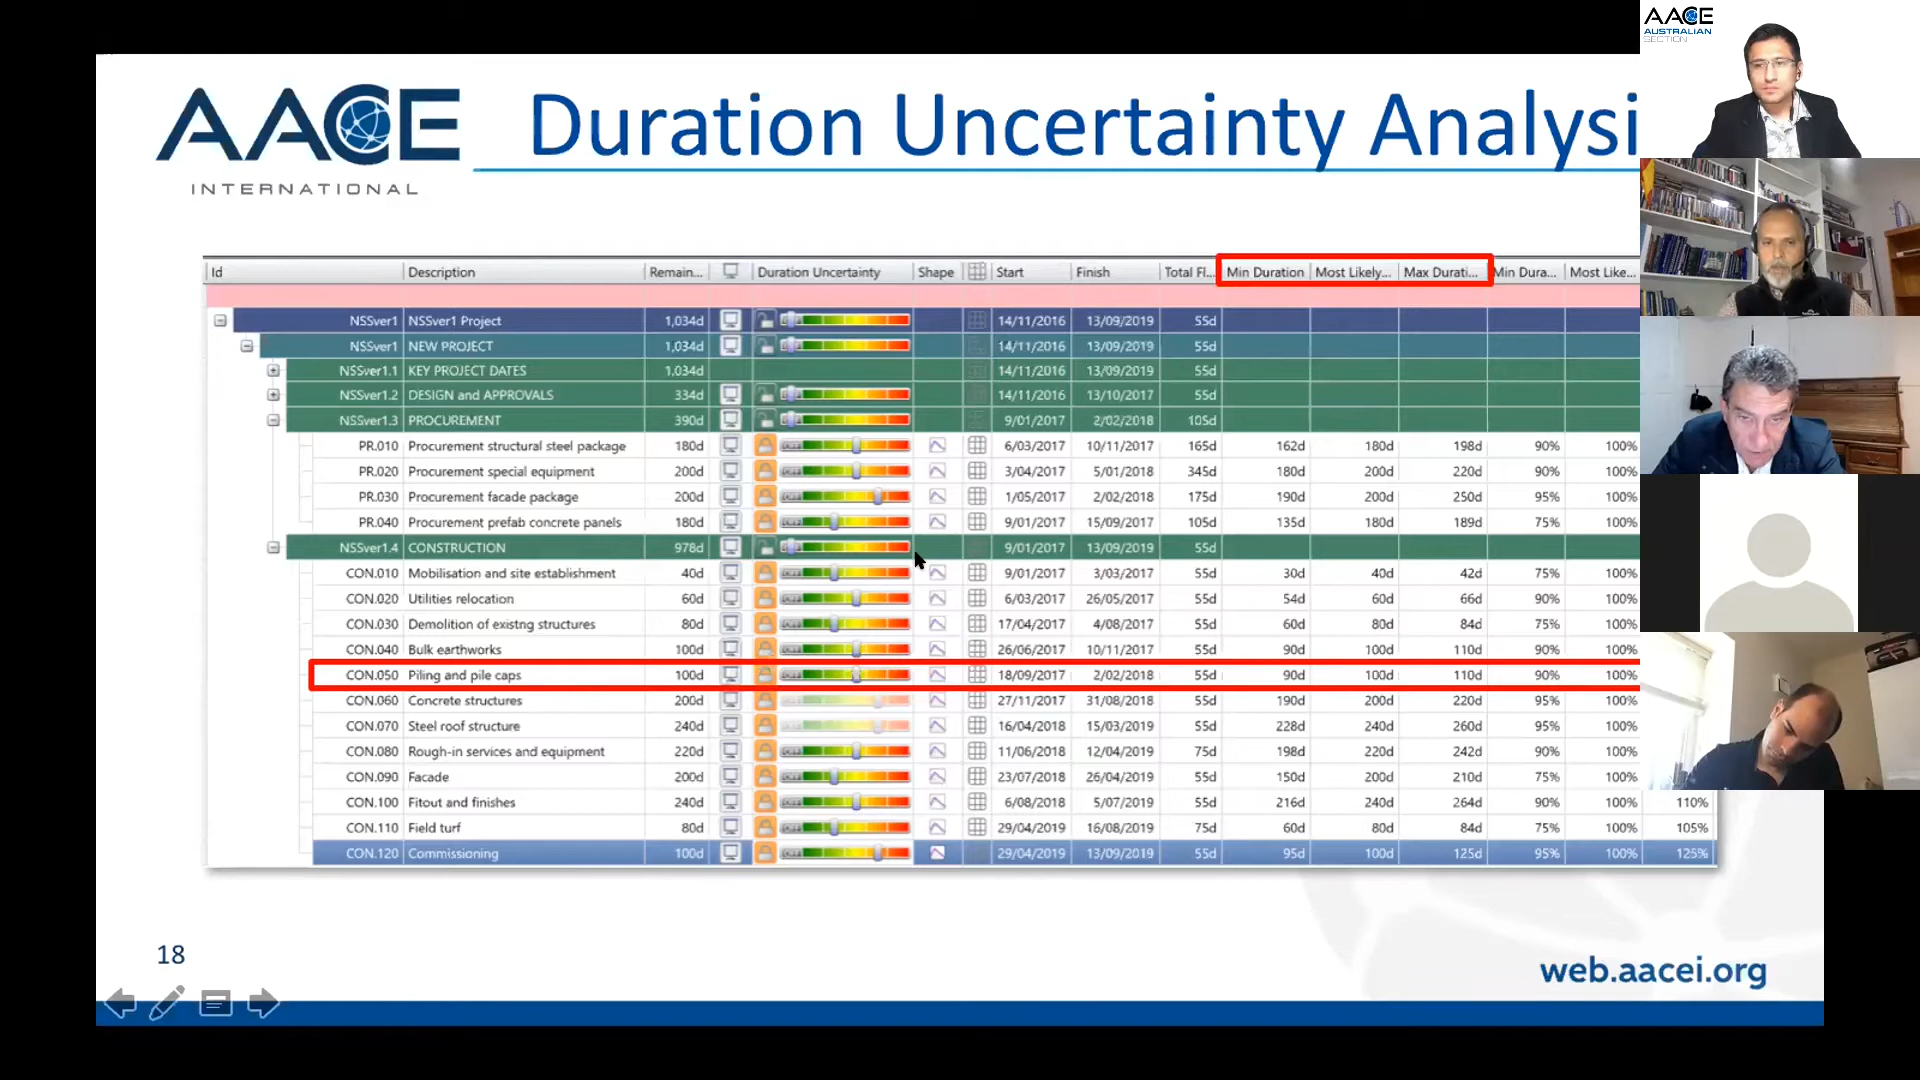 AACE
AUSTRALIAN
SECTION
AACE
INTERNATIONAL
Duration Uncertainty Analysi
Id Description Remain... Duration Uncertainty Shape Start Finish Total Fl... Min Duration Most Likely... Max Durati... Min Dura... Most Like...
NSSver1 NSSver1 Project 1,034d 14/11/2016 13/09/2019 55d
NSSver1 NEW PROJECT 1,034d 14/11/2016 13/09/2019 55d
NSSver1.1 KEY PROJECT DATES 1,034d 14/11/2016 13/09/2019 55d
NSSver1.2 DESIGN and APPROVALS 334d 14/11/2016 13/10/2017 55d
NSSver1.3 PROCUREMENT 390d 9/01/2017 2/02/2018 105d
PR.010 Procurement structural steel package 180d 6/03/2017 10/11/2017 165d 162d 180d 198d 90% 100%
PR.020 Procurement special equipment 200d 3/04/2017 5/01/2018 345d 180d 200d 220d 90% 100%
PR.030 Procurement facade package 200d 1/05/2017 2/02/2018 175d 190d 200d 250d 95% 100%
PR.040 Procurement prefab concrete panels 180d 9/01/2017 15/09/2017 105d 135d 180d 189d 75% 100%
NSSver1.4 CONSTRUCTION 978d 9/01/2017 13/09/2019 55d
CON.010 Mobilisation and site establishment 40d 9/01/2017 3/03/2017 55d 30d 40d 42d 75% 100%
CON.020 Utilities relocation 60d 6/03/2017 26/05/2017 55d 54d 60d 66d 90% 100%
CON.030 Demolition of existng structures 80d 17/04/2017 4/08/2017 55d 60d 80d 84d 75% 100%
CON.040 Bulk earthworks 100d 26/06/2017 10/11/2017 55d 90d 100d 110d 90% 100%
CON.050 Piling and pile caps 100d 18/09/2017 2/02/2018 55d 90d 100d 110d 90% 100%
CON.060 Concrete structures 200d 27/11/2017 31/08/2018 55d 190d 200d 220d 95% 100%
CON.070 Steel roof structure 240d 16/04/2018 15/03/2019 55d 228d 240d 260d 95% 100%
CON.080 Rough-in services and equipment 220d 11/06/2018 12/04/2019 75d 198d 220d 242d 90% 100%
CON.090 Facade 200d 23/07/2018 26/04/2019 55d 150d 200d 210d 75% 100%
CON.100 Fitout and finishes 240d 6/08/2018 5/07/2019 55d 216d 240d 264d 90% 100% 110%
CON.110 Field turf 80d 29/04/2019 16/08/2019 75d 60d 80d 84d 75% 100% 105%
CON.120 Commissioning 100d 29/04/2019 13/09/2019 55d 95d 100d 125d 95% 100% 125%
18
web.aacei.org